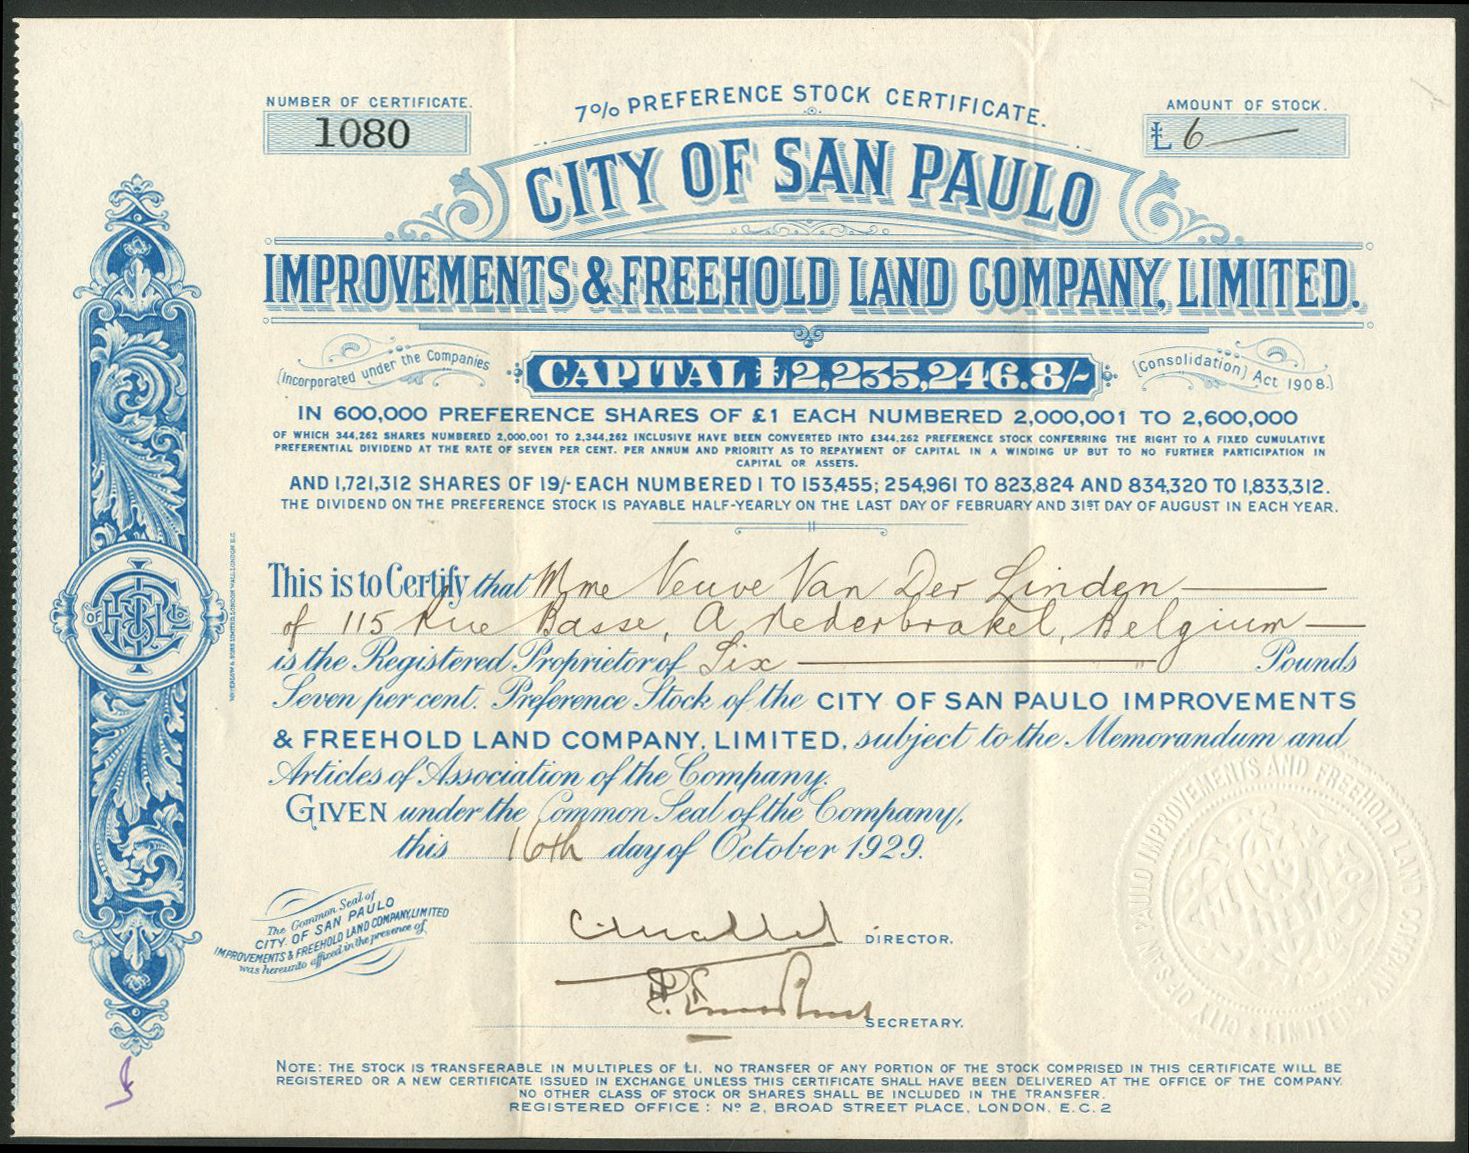 NUMBER OF CERTIFICATE.
1080
7% PREFERENCE STOCK CERTIFICATE.
AMOUNT OF STOCK.
£ 6
CITY OF SAN PAULO
IMPROVEMENTS & FREEHOLD LAND COMPANY, LIMITED.
(Incorporated under the Companies
CAPITAL £2,235,246.8/-
(Consolidation) Act 1908.)
IN 600,000 PREFERENCE SHARES OF £1 EACH NUMBERED 2,000,001 TO 2,600,000
OF WHICH 344,262 SHARES NUMBERED 2,000,001 TO 2,344,262 INCLUSIVE HAVE BEEN CONVERTED INTO £344,262 PREFERENCE STOCK CONFERRING THE RIGHT TO A FIXED CUMULATIVE
PREFERENTIAL DIVIDEND AT THE RATE OF SEVEN PER CENT. PER ANNUM AND PRIORITY AS TO REPAYMENT OF CAPITAL IN A WINDING UP BUT TO NO FURTHER PARTICIPATION IN
CAPITAL OR ASSETS.
AND 1,721,312 SHARES OF 19/- EACH NUMBERED 1 TO 153,455; 254,961 TO 823,824 AND 834,320 TO 1,833,312.
THE DIVIDEND ON THE PREFERENCE STOCK IS PAYABLE HALF-YEARLY ON THE LAST DAY OF FEBRUARY AND 31ST DAY OF AUGUST IN EACH YEAR.
This is to Certify that Mme Veuve Van Der Linden
of 115 Rue Basse, A Nederbrakel, Belgium
is the Registered Proprietor of Six Pounds
Seven per cent. Preference Stock of the CITY OF SAN PAULO IMPROVEMENTS
& FREEHOLD LAND COMPANY, LIMITED, subject to the Memorandum and
Articles of Association of the Company.
GIVEN under the Common Seal of the Company,
this 16th day of October 1929.
The Common Seal of
CITY OF SAN PAULO
IMPROVEMENTS & FREEHOLD LAND COMPANY, LIMITED
was hereunto affixed in the presence of
DIRECTOR.
SECRETARY.
CITY OF SAN PAULO IMPROVEMENTS AND FREEHOLD LAND COMPANY LIMITED
NOTE: THE STOCK IS TRANSFERABLE IN MULTIPLES OF £1. NO TRANSFER OF ANY PORTION OF THE STOCK COMPRISED IN THIS CERTIFICATE WILL BE
REGISTERED OR A NEW CERTIFICATE ISSUED IN EXCHANGE UNLESS THIS CERTIFICATE SHALL HAVE BEEN DELIVERED AT THE OFFICE OF THE COMPANY.
NO OTHER CLASS OF STOCK OR SHARES SHALL BE INCLUDED IN THE TRANSFER.
REGISTERED OFFICE: No 2, BROAD STREET PLACE, LONDON, E.C.2